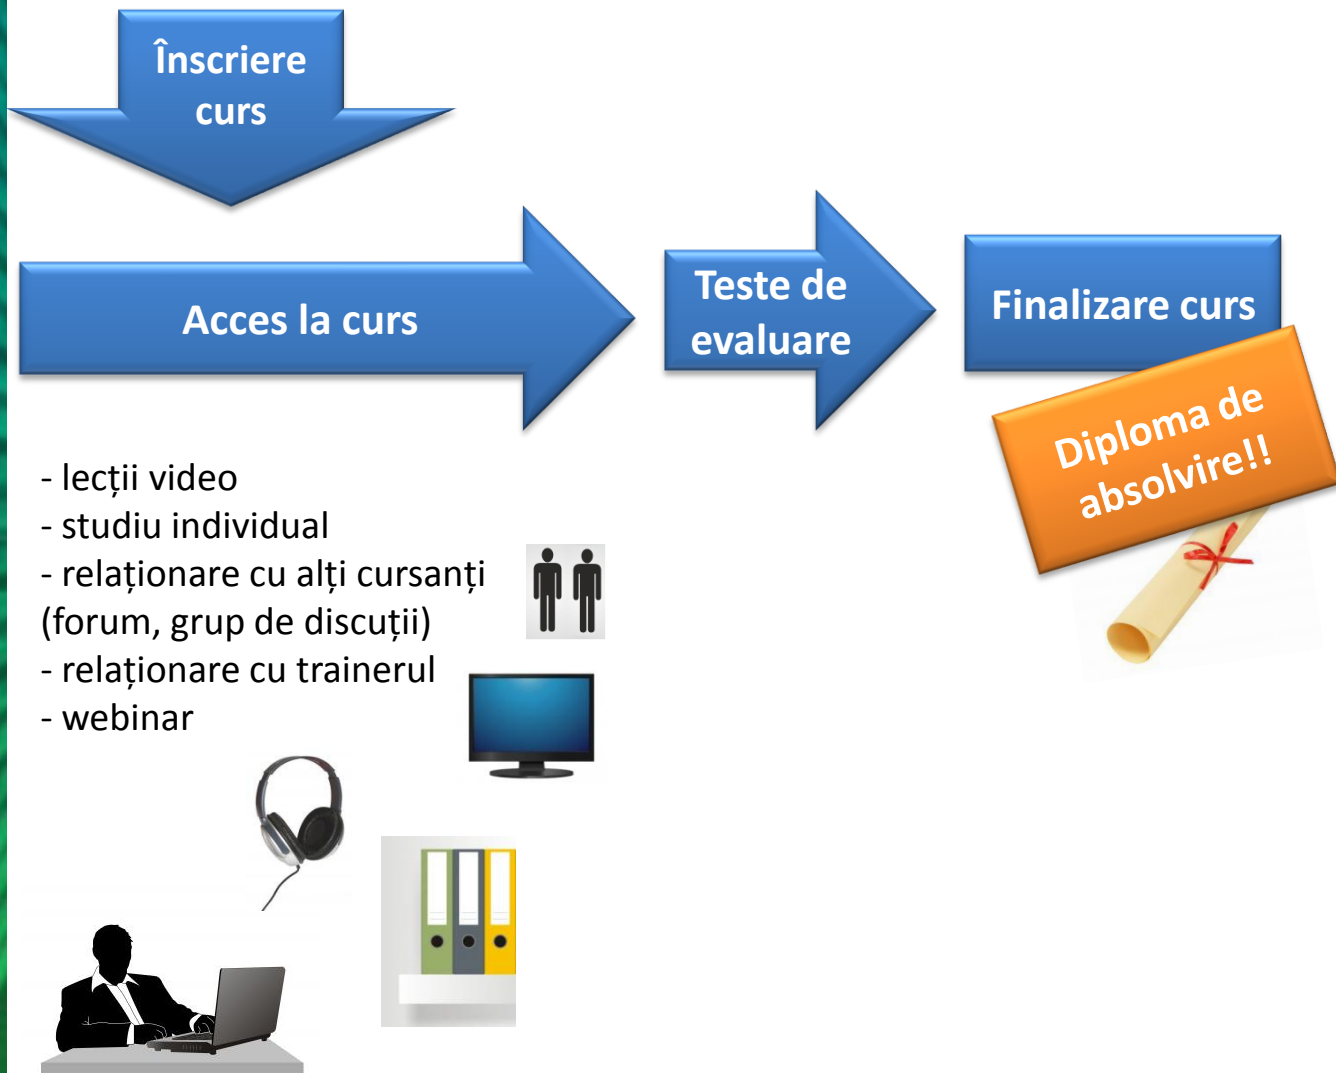 Înscriere
curs
Acces la curs
Teste de
evaluare
Finalizare curs
Diploma de
absolvire!!
- lecții video
- studiu individual
- relaționare cu alți cursanți
(forum, grup de discuții)
- relaționare cu trainerul
- webinar